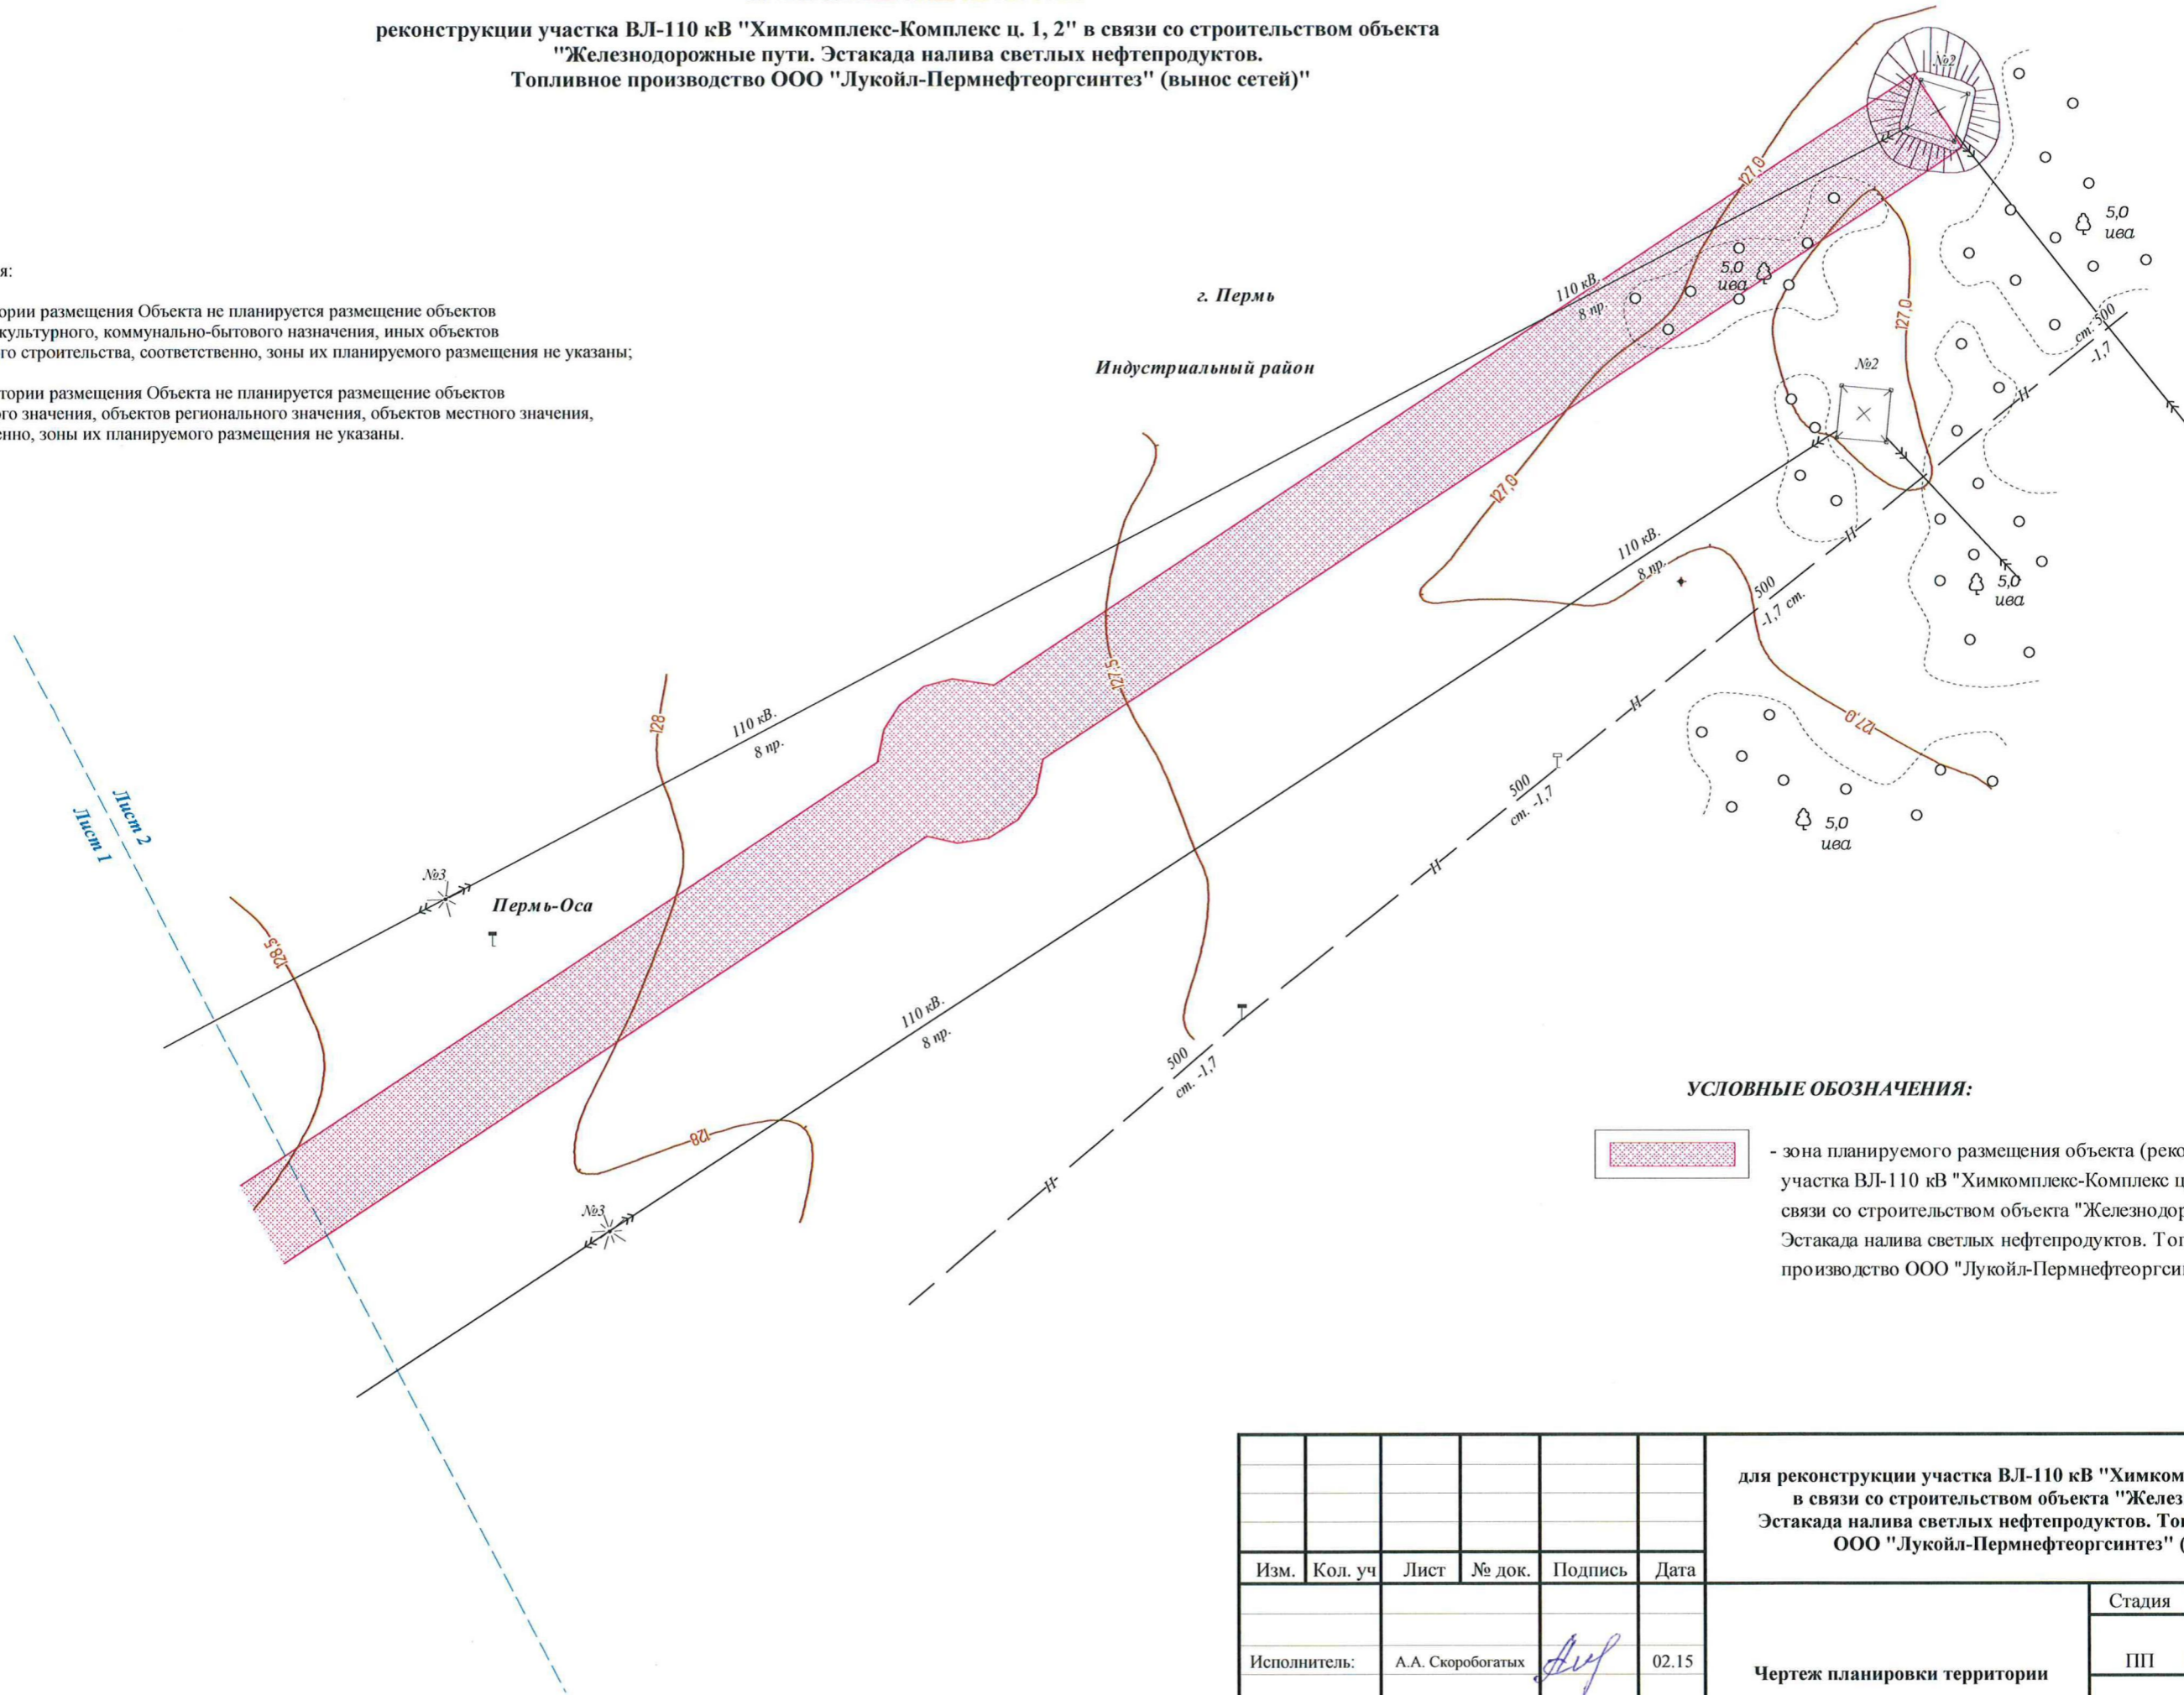 реконструкции участка ВЛ-110 кВ "Химкомплекс-Комплекс ц. 1, 2" в связи со строительством объекта
"Железнодорожные пути. Эстакада налива светлых нефтепродуктов.
Топливное производство ООО "Лукойл-Пермнефтеоргсинтез" (вынос сетей)"
я:
ории размещения Объекта не планируется размещение объектов
культурного, коммунально-бытового назначения, иных объектов
го строительства, соответственно, зоны их планируемого размещения не указаны;
тории размещения Объекта не планируется размещение объектов
го значения, объектов регионального значения, объектов местного значения,
енно, зоны их планируемого размещения не указаны.
№2
127,0
5,0
ива
г. Пермь
110 кВ.
8 пр.
5,0
ива
127,0
ст. 500
-1,7
Индустриальный район
№2
127,0
110 кВ.
8 пр.
500
-1,7 ст.
5,0
ива
127,5
128
110 кВ.
8 пр.
127,0
500
ст. -1,7
5,0
ива
Лист 2
Лист 1
№3
Пермь-Оса
128,5
110 кВ.
8 пр.
500
ст. -1,7
128
№3
Н
Н
Н
Н
Н
УСЛОВНЫЕ ОБОЗНАЧЕНИЯ:
- зона планируемого размещения объекта (реко
участка ВЛ-110 кВ "Химкомплекс-Комплекс ц
связи со строительством объекта "Железнодор
Эстакада налива светлых нефтепродуктов. Топ
производство ООО "Лукойл-Пермнефтеоргси
для реконструкции участка ВЛ-110 кВ "Химком
в связи со строительством объекта "Желез
Эстакада налива светлых нефтепродуктов. То
ООО "Лукойл-Пермнефтеоргсинтез" (
Изм. Кол. уч Лист № док. Подпись Дата
Стадия
Исполнитель: А.А. Скоробогатых 02.15
Чертеж планировки территории
ПП